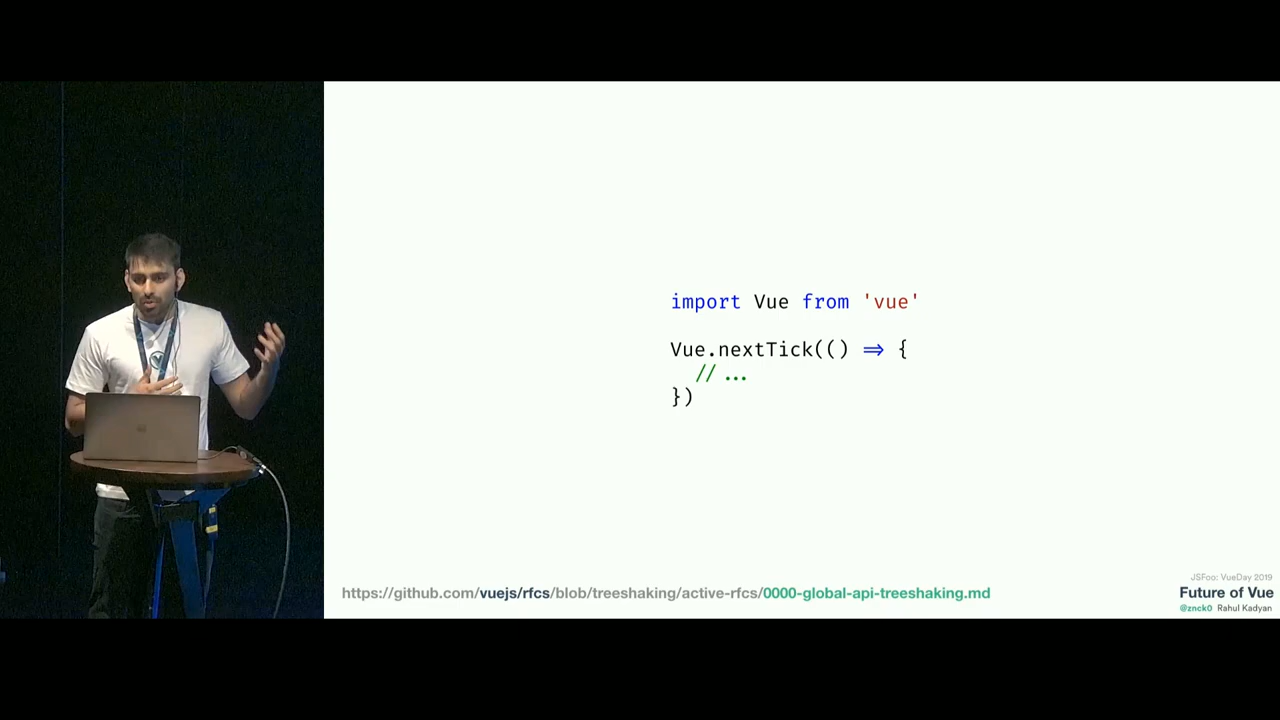 import Vue from 'vue'
Vue.nextTick(() => {
// ...
})
https://github.com/vuejs/rfcs/blob/treeshaking/active-rfcs/0000-global-api-treeshaking.md
JSFoo: VueDay 2019
Future of Vue
@znck0 Rahul Kadyan